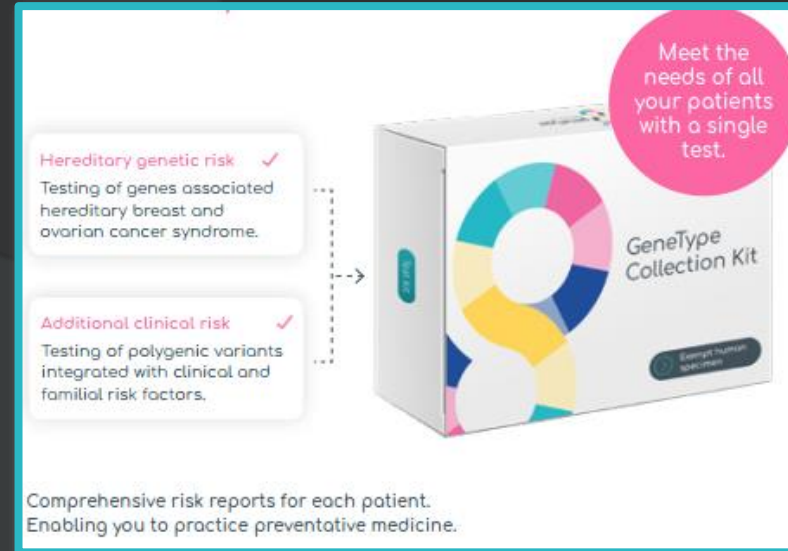 Meet the
needs of all
your patients
with a single
test.
Hereditary genetic risk
Testing of genes associated
hereditary breast and
ovarian cancer syndrome.
Additional clinical risk
Testing of polygenic variants
integrated with clinical and
familial risk factors.
GeneType
Collection Kit
Exempt human
specimen
Test kit
Comprehensive risk reports for each patient.
Enabling you to practice preventative medicine.